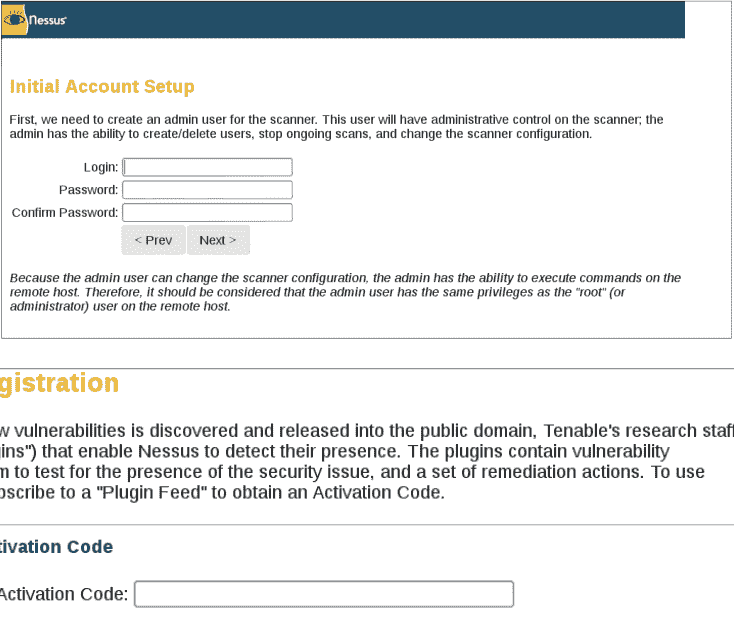 Nessus
Initial Account Setup
First, we need to create an admin user for the scanner. This user will have administrative control on the scanner; the
admin has the ability to create/delete users, stop ongoing scans, and change the scanner configuration.
Login:
Password:
Confirm Password:
< Prev Next >
Because the admin user can change the scanner configuration, the admin has the ability to execute commands on the
remote host. Therefore, it should be considered that the admin user has the same privileges as the "root" (or
administrator) user on the remote host.
gistration
w vulnerabilities is discovered and released into the public domain, Tenable's research staff
gins") that enable Nessus to detect their presence. The plugins contain vulnerability
m to test for the presence of the security issue, and a set of remediation actions. To use
bscribe to a "Plugin Feed" to obtain an Activation Code.
tivation Code
Activation Code: